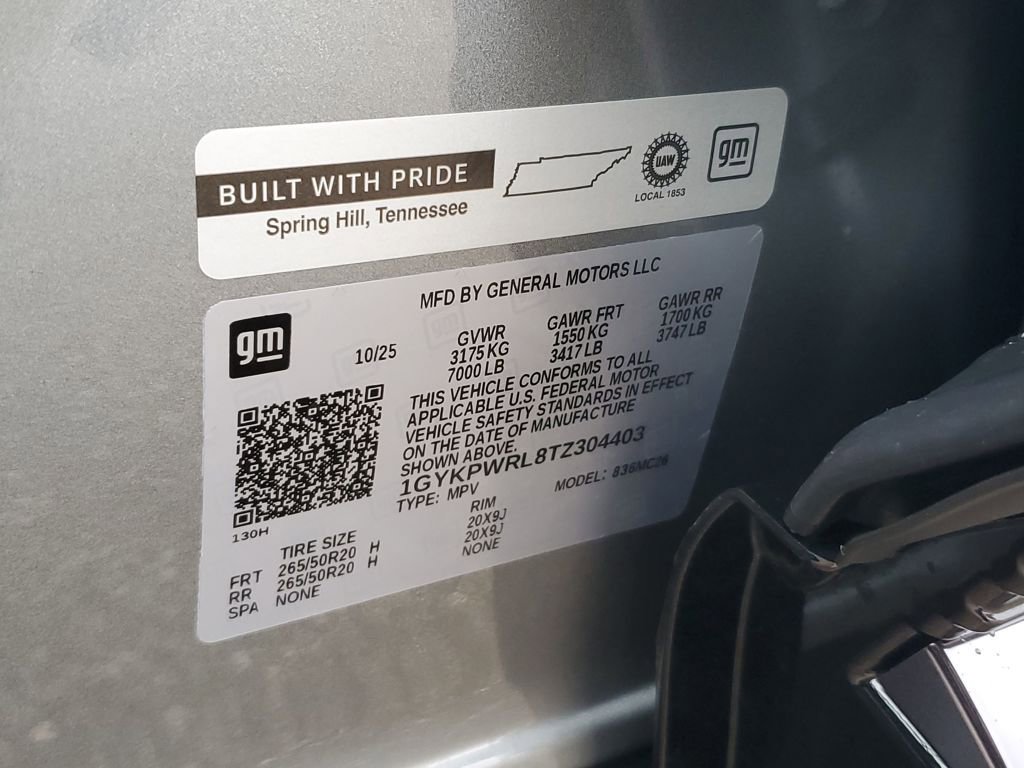 BUILT WITH PRIDE
Spring Hill, Tennessee
UAW
LOCAL 1853
gm
MFD BY GENERAL MOTORS LLC
gm
10/25
GVWR
3175 KG
7000 LB
GAWR FRT
1550 KG
3417 LB
GAWR RR
1700 KG
3747 LB
THIS VEHICLE CONFORMS TO ALL
APPLICABLE U.S. FEDERAL MOTOR
VEHICLE SAFETY STANDARDS IN EFFECT
ON THE DATE OF MANUFACTURE
SHOWN ABOVE.
1GYKPWRL8TZ304403
TYPE: MPV MODEL: 836MC26
130H
TIRE SIZE RIM
FRT 265/50R20 H 20X9J
RR 265/50R20 H 20X9J
SPA NONE NONE